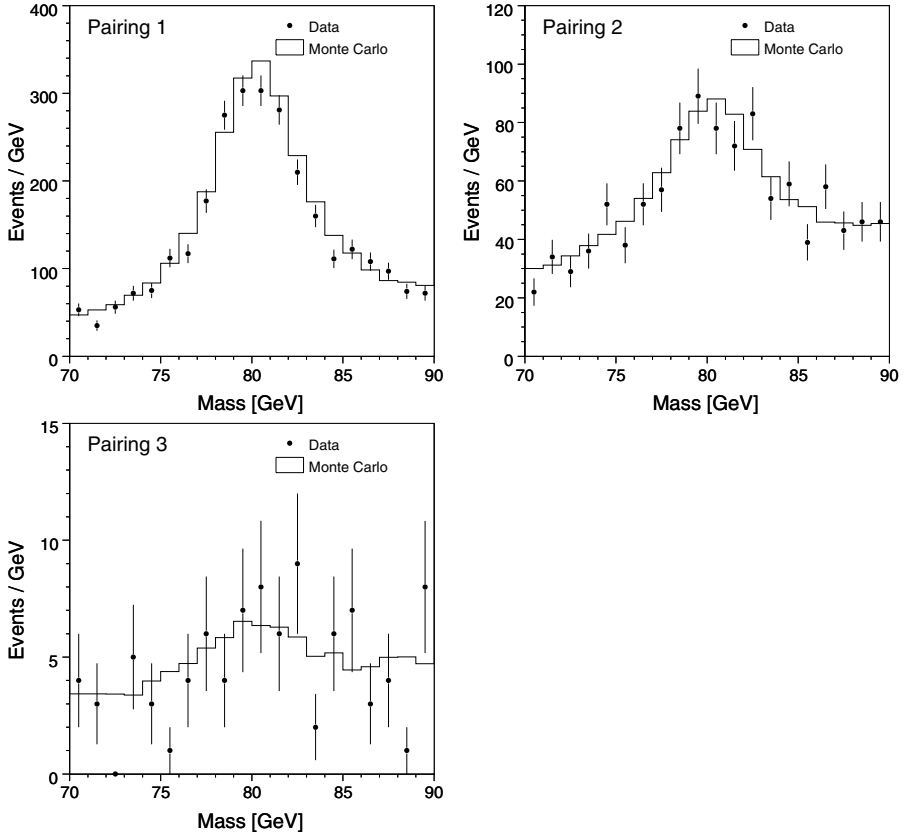 Pairing 1
Data
Monte Carlo
Events / GeV
400
300
200
100
0
70 75 80 85 90
Mass [GeV]
Pairing 2
Data
Monte Carlo
Events / GeV
120
100
80
60
40
20
0
70 75 80 85 90
Mass [GeV]
Pairing 3
Data
Monte Carlo
Events / GeV
15
10
5
0
70 75 80 85 90
Mass [GeV]